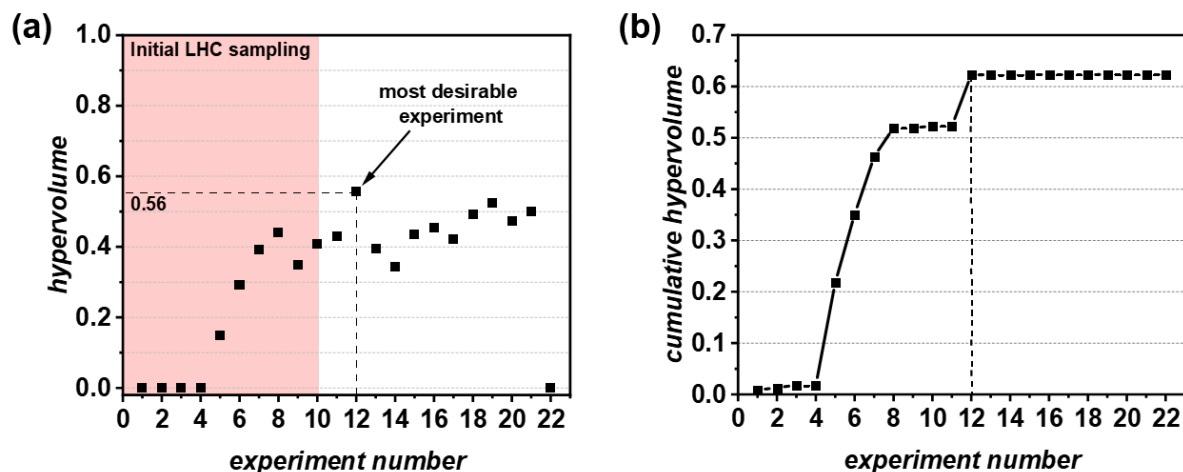 (a)
1.0
0.8
0.6
0.4
0.2
0.0
hypervolume
Initial LHC sampling
most desirable
experiment
0.56
0 2 4 6 8 10 12 14 16 18 20 22
experiment number
(b)
0.7
0.6
0.5
0.4
0.3
0.2
0.1
0.0
cumulative hypervolume
0 2 4 6 8 10 12 14 16 18 20 22
experiment number